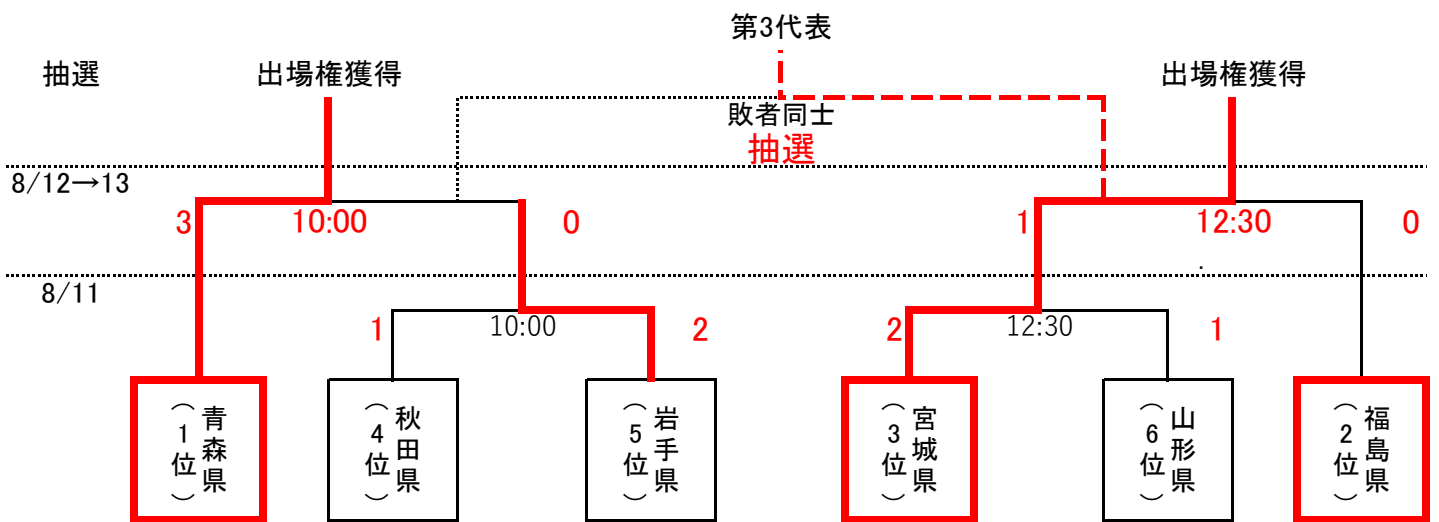 第3代表
抽選
出場権獲得
出場権獲得
敗者同士
抽選
8/12→13
3
10:00
0
1
12:30
0
8/11
1
10:00
2
2
12:30
1
青森県
(1位)
秋田県
(4位)
岩手県
(5位)
宮城県
(3位)
山形県
(6位)
福島県
(2位)